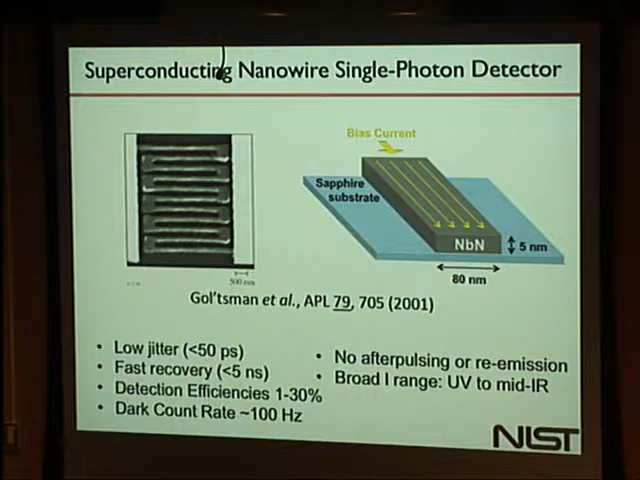 Superconducting Nanowire Single-Photon Detector
Bias Current
Sapphire
substrate
NbN
5 nm
80 nm
500 nm
Gol'tsman et al., APL 79, 705 (2001)
• Low jitter (<50 ps)
• Fast recovery (<5 ns)
• Detection Efficiencies 1-30%
• Dark Count Rate ~100 Hz
• No afterpulsing or re-emission
• Broad l range: UV to mid-IR
NIST